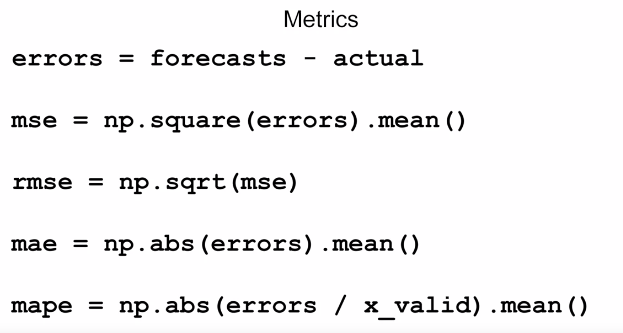 Metrics
errors = forecasts - actual
mse = np.square(errors).mean()
rmse = np.sqrt(mse)
mae = np.abs(errors).mean()
mape = np.abs(errors / x_valid).mean()